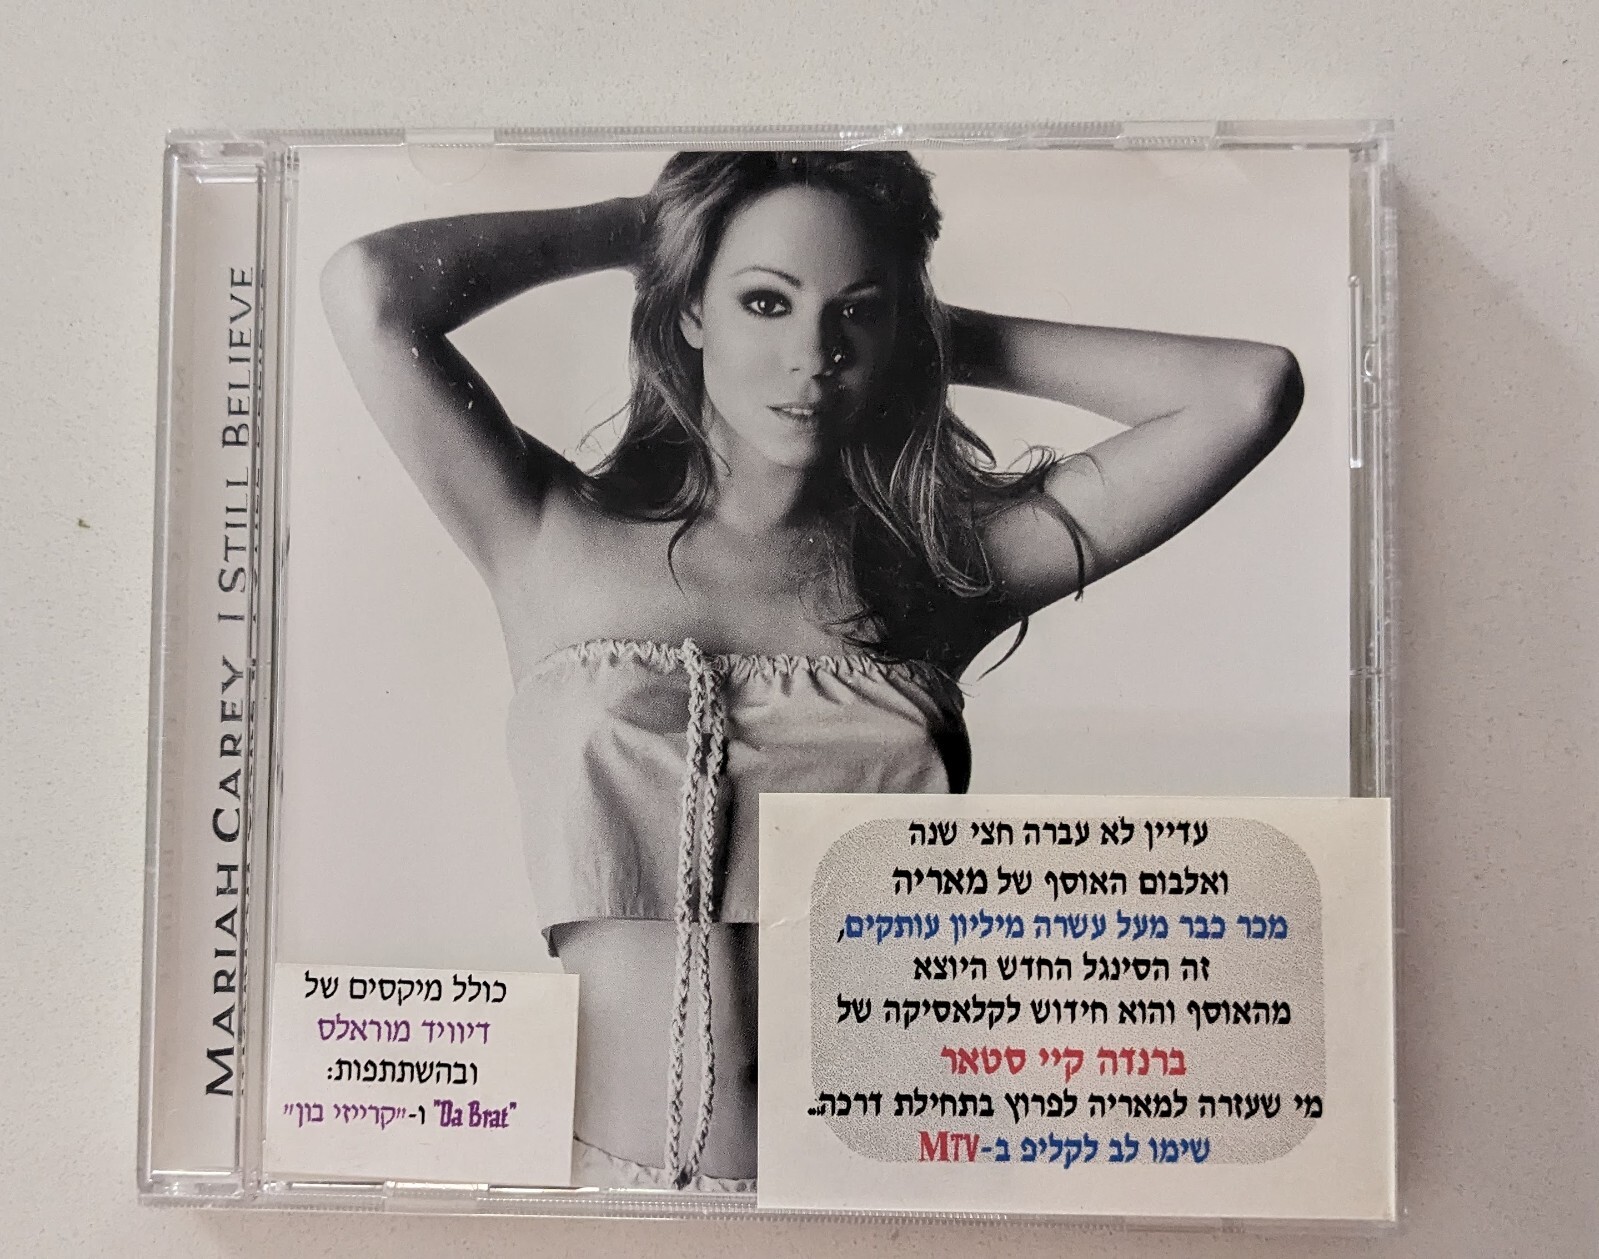 MARIAH CAREY I STILL BELIEVE
כולל מיקסים של
דיוויד מוראלס
ובהשתתפות:
"Da Brat" ו-"קרייזי בון"
עדיין לא עברה חצי שנה
ואלבום האוסף של מאריה
מכר כבר מעל עשרה מיליון עותקים,
זה הסינגל החדש היוצא
מהאוסף והוא חידוש לקלאסיקה של
ברנדה קיי סטאר
מי שעזרה למאריה לפרוץ בתחילת דרכה...
שימו לב לקליפ ב-MTV